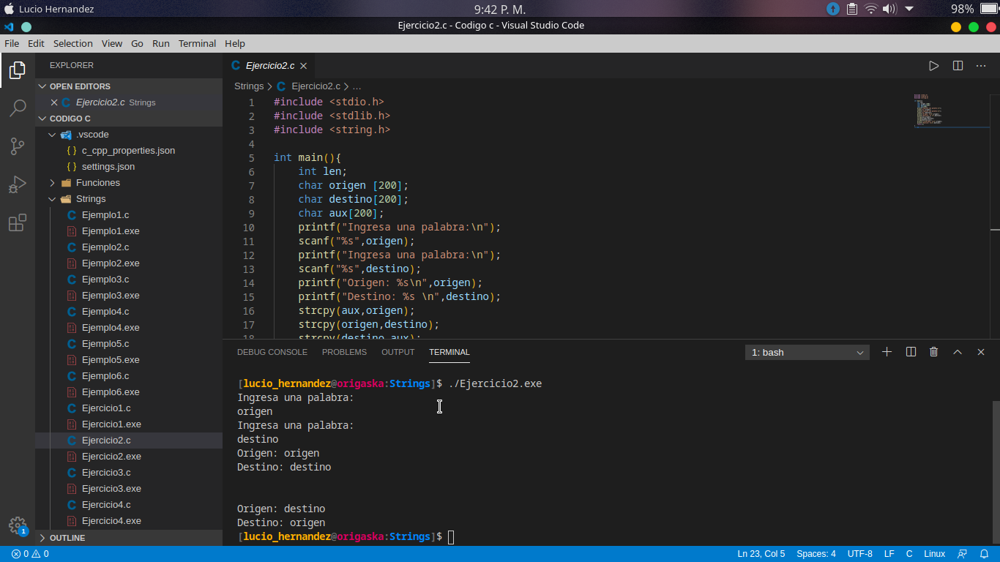 Lucio Hernandez
9:42 P. M.
98%
Ejercicio2.c - Codigo c - Visual Studio Code
File Edit Selection View Go Run Terminal Help
EXPLORER
OPEN EDITORS
Ejercicio2.c Strings
CODIGO C
.vscode
{ } c_cpp_properties.json
{ } settings.json
Funciones
Strings
C Ejemplo1.c
Ejemplo1.exe
C Ejemplo2.c
Ejemplo2.exe
C Ejemplo3.c
Ejemplo3.exe
C Ejemplo4.c
Ejemplo4.exe
C Ejemplo5.c
Ejemplo5.exe
C Ejemplo6.c
Ejemplo6.exe
C Ejercicio1.c
Ejercicio1.exe
C Ejercicio2.c
Ejercicio2.exe
C Ejercicio3.c
Ejercicio3.exe
C Ejercicio4.c
Ejercicio4.exe
OUTLINE
1
C Ejercicio2.c
Strings > C Ejercicio2.c > ...
1 #include <stdio.h>
2 #include <stdlib.h>
3 #include <string.h>
4
5 int main(){
6 int len;
7 char origen [200];
8 char destino[200];
9 char aux[200];
10 printf("Ingresa una palabra:\n");
11 scanf("%s",origen);
12 printf("Ingresa una palabra:\n");
13 scanf("%s",destino);
14 printf("Origen: %s\n",origen);
15 printf("Destino: %s \n",destino);
16 strcpy(aux,origen);
17 strcpy(origen,destino);
18 strcpy(destino,aux);
DEBUG CONSOLE PROBLEMS OUTPUT TERMINAL
1: bash
[lucio_hernandez@origaska:Strings]$ ./Ejercicio2.exe
Ingresa una palabra:
origen
Ingresa una palabra:
destino
Origen: origen
Destino: destino
Origen: destino
Destino: origen
[lucio_hernandez@origaska:Strings]$
0 0
Ln 23, Col 5 Spaces: 4 UTF-8 LF C Linux